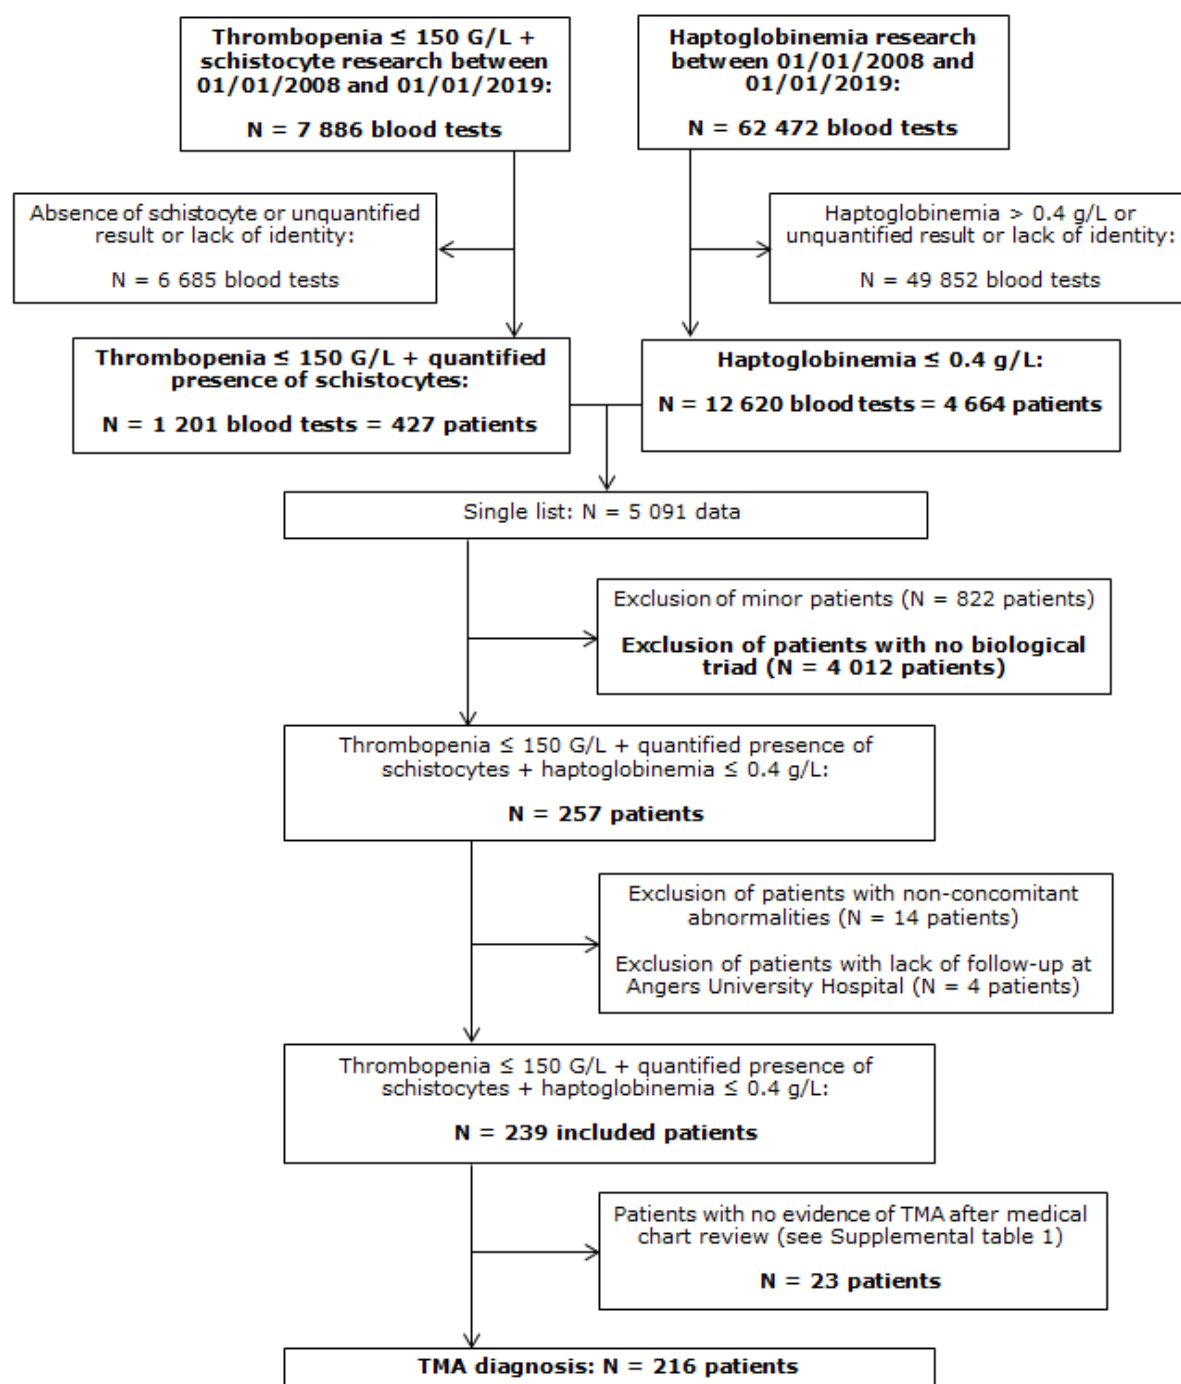 Thrombopenia ≤ 150 G/L +
schistocyte research between
01/01/2008 and 01/01/2019:
N = 7 886 blood tests
Haptoglobinemia research
between 01/01/2008 and
01/01/2019:
N = 62 472 blood tests
Absence of schistocyte or unquantified
result or lack of identity:
N = 6 685 blood tests
Haptoglobinemia > 0.4 g/L or
unquantified result or lack of identity:
N = 49 852 blood tests
Thrombopenia ≤ 150 G/L + quantified
presence of schistocytes:
N = 1 201 blood tests = 427 patients
Haptoglobinemia ≤ 0.4 g/L:
N = 12 620 blood tests = 4 664 patients
Single list: N = 5 091 data
Exclusion of minor patients (N = 822 patients)
Exclusion of patients with no biological
triad (N = 4 012 patients)
Thrombopenia ≤ 150 G/L + quantified presence of
schistocytes + haptoglobinemia ≤ 0.4 g/L:
N = 257 patients
Exclusion of patients with non-concomitant
abnormalities (N = 14 patients)
Exclusion of patients with lack of follow-up at
Angers University Hospital (N = 4 patients)
Thrombopenia ≤ 150 G/L + quantified presence of
schistocytes + haptoglobinemia ≤ 0.4 g/L:
N = 239 included patients
Patients with no evidence of TMA after medical
chart review (see Supplemental table 1)
N = 23 patients
TMA diagnosis: N = 216 patients